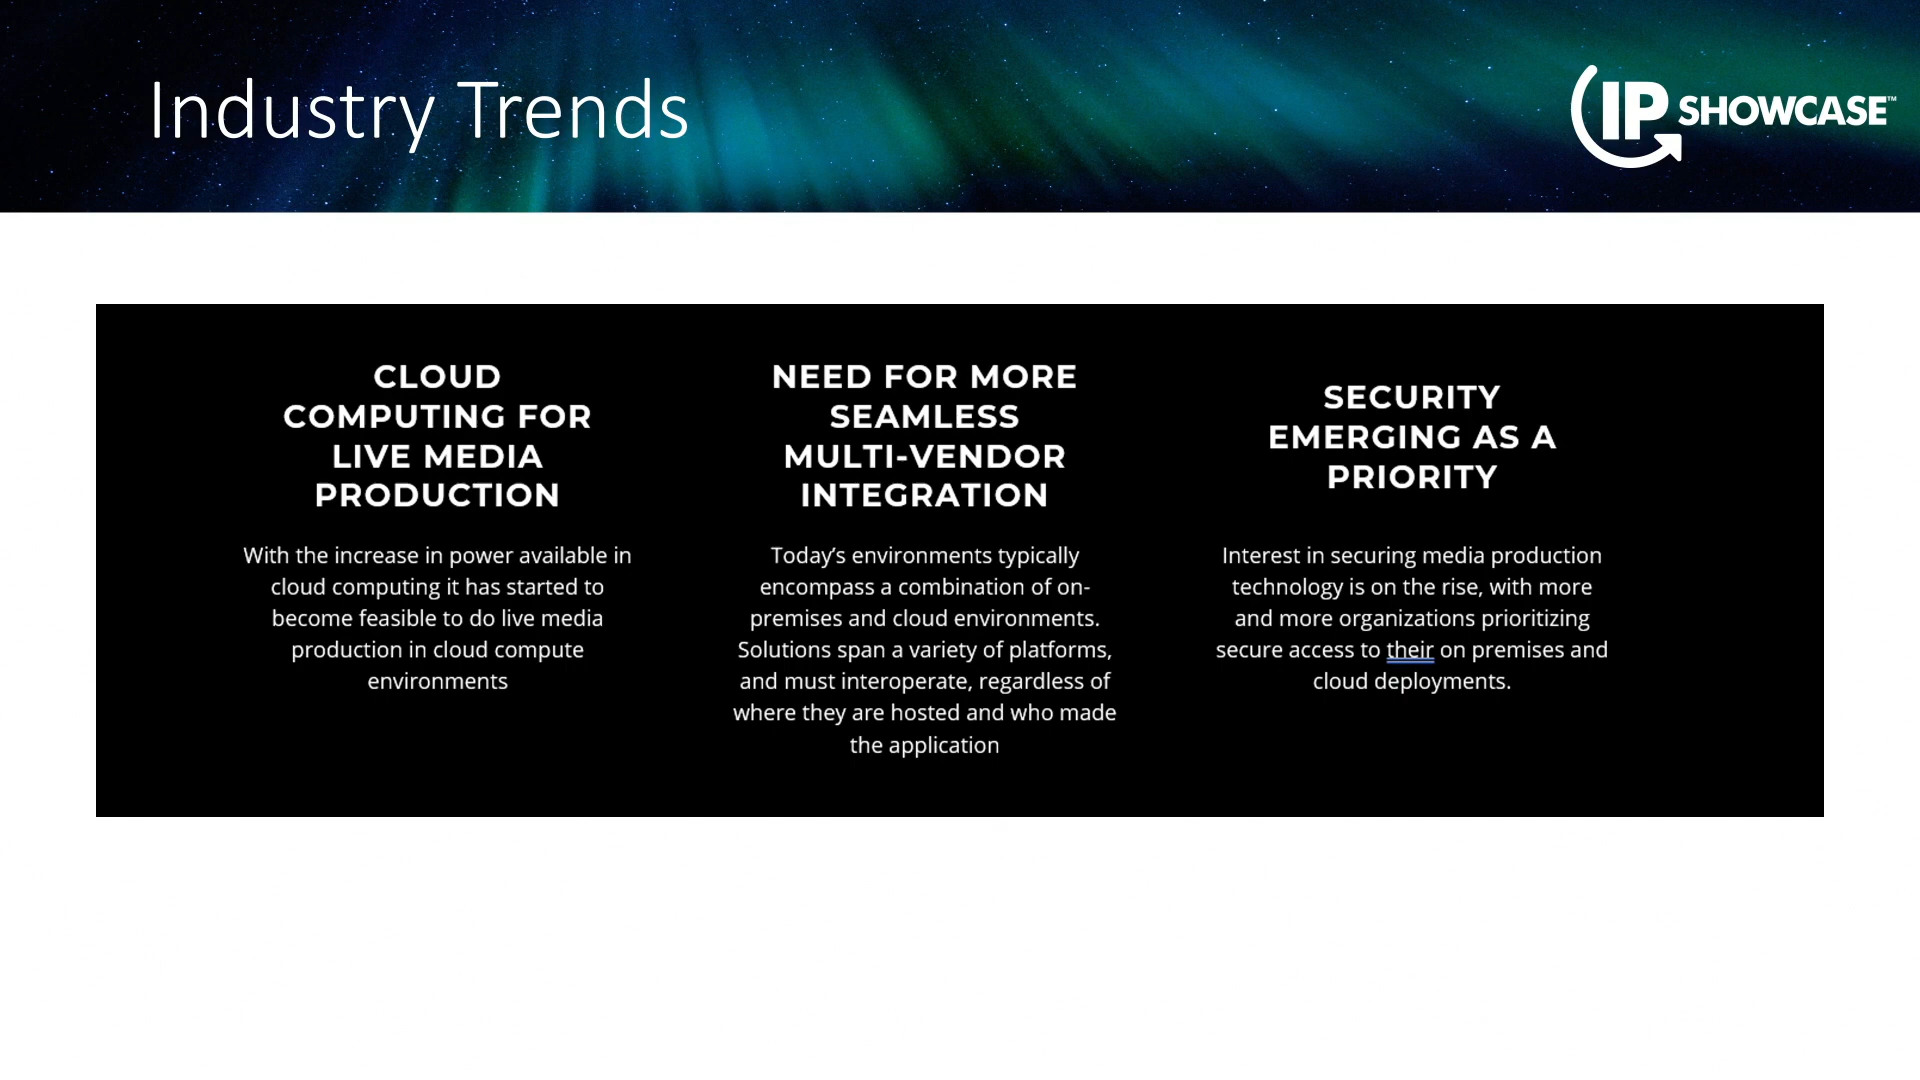 Industry Trends
IP SHOWCASE™
CLOUD
COMPUTING FOR
LIVE MEDIA
PRODUCTION
With the increase in power available in
cloud computing it has started to
become feasible to do live media
production in cloud compute
environments
NEED FOR MORE
SEAMLESS
MULTI-VENDOR
INTEGRATION
Today’s environments typically
encompass a combination of on-
premises and cloud environments.
Solutions span a variety of platforms,
and must interoperate, regardless of
where they are hosted and who made
the application
SECURITY
EMERGING AS A
PRIORITY
Interest in securing media production
technology is on the rise, with more
and more organizations prioritizing
secure access to their on premises and
cloud deployments.